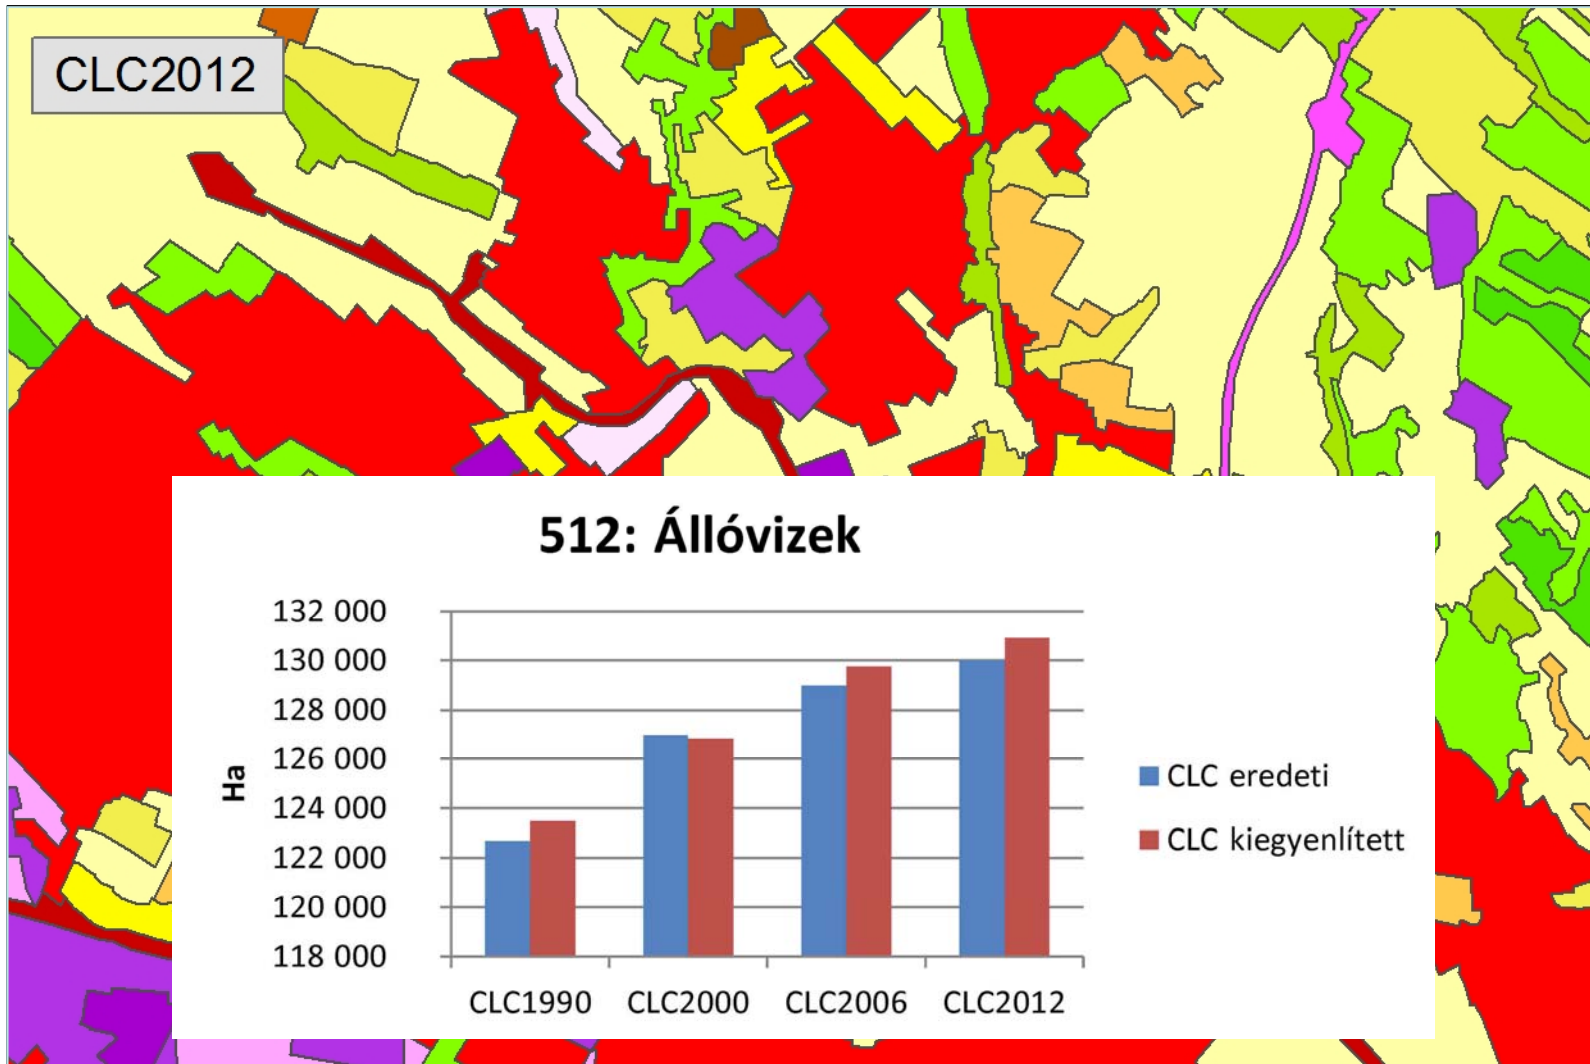 CLC2012
512: Állóvizek
132 000
130 000
128 000
126 000
124 000
122 000
120 000
118 000
Ha
CLC1990
CLC2000
CLC2006
CLC2012
CLC eredeti
CLC kiegyenlített